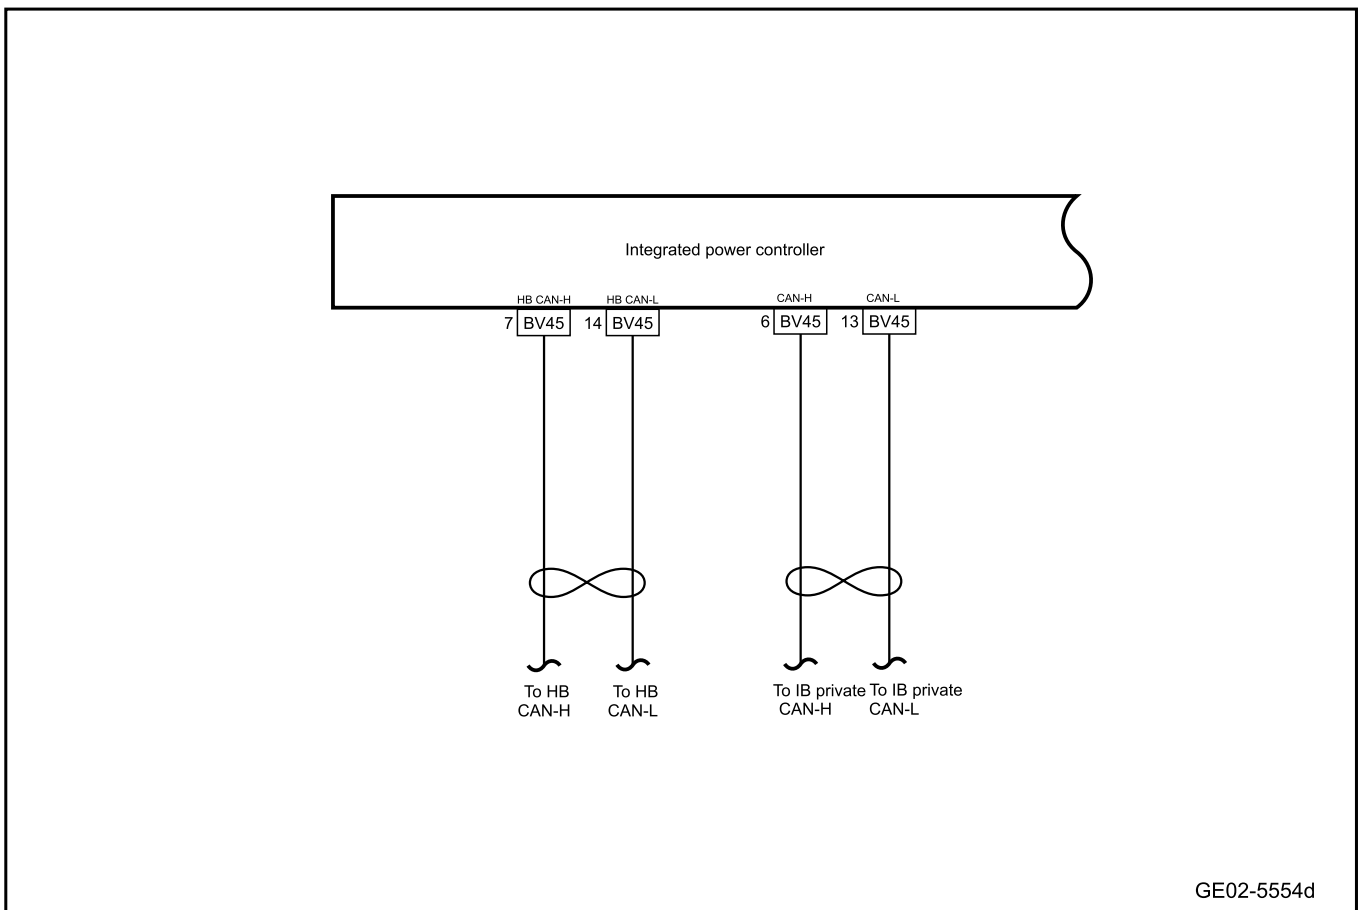 Integrated power controller
HB CAN-H
HB CAN-L
CAN-H
CAN-L
7 BV45
14 BV45
6 BV45
13 BV45
To HB
CAN-H
To HB
CAN-L
To IB private
CAN-H
To IB private
CAN-L
GE02-5554d